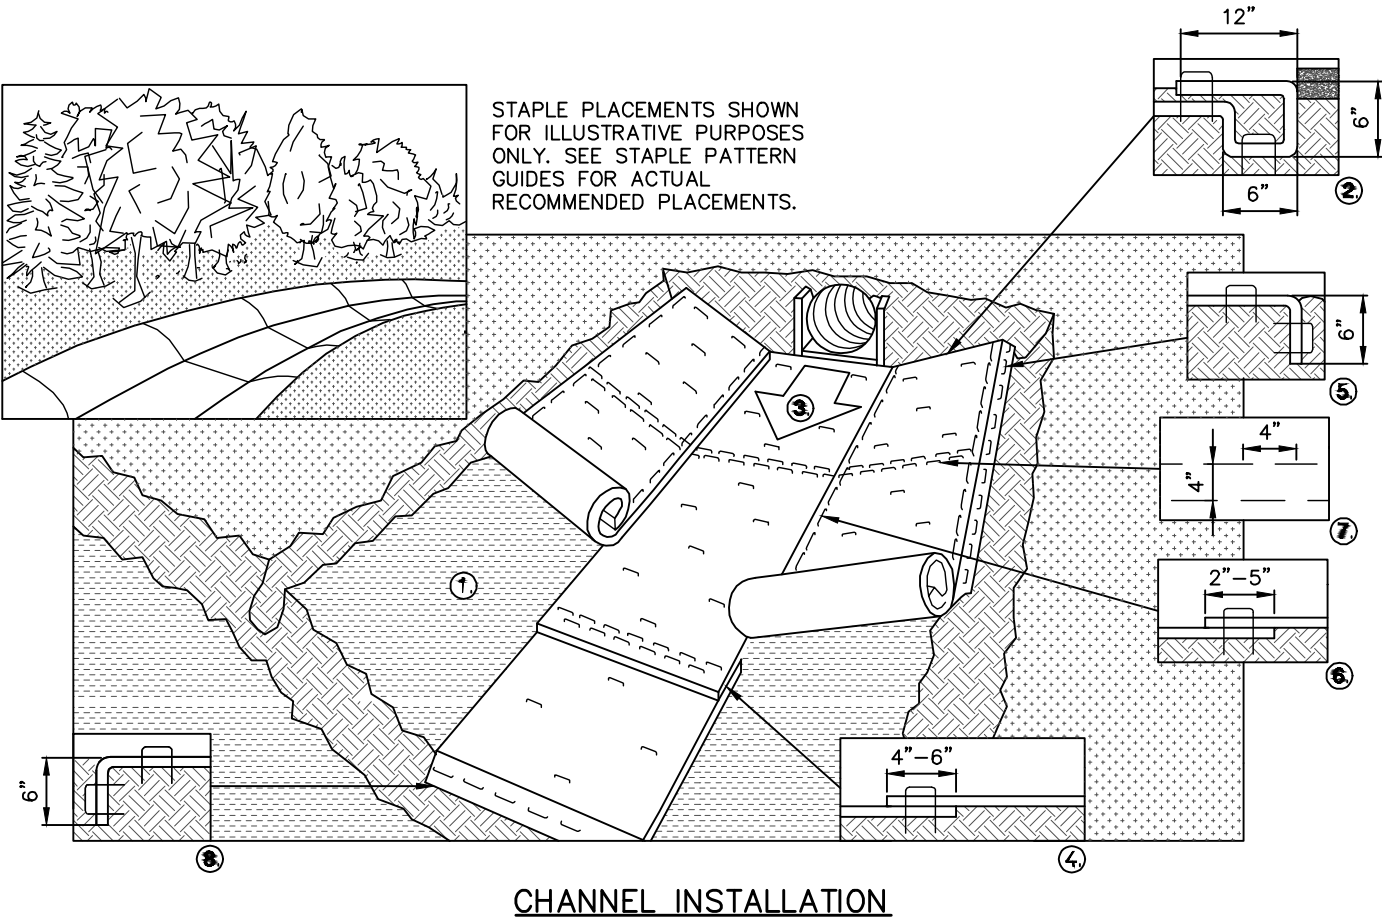 12"
STAPLE PLACEMENTS SHOWN
FOR ILLUSTRATIVE PURPOSES
ONLY. SEE STAPLE PATTERN
GUIDES FOR ACTUAL
RECOMMENDED PLACEMENTS.
6"
6"
2.
6"
5.
3.
4"
4"
7.
1.
2"-5"
6.
4"-6"
6"
8.
4.
CHANNEL INSTALLATION